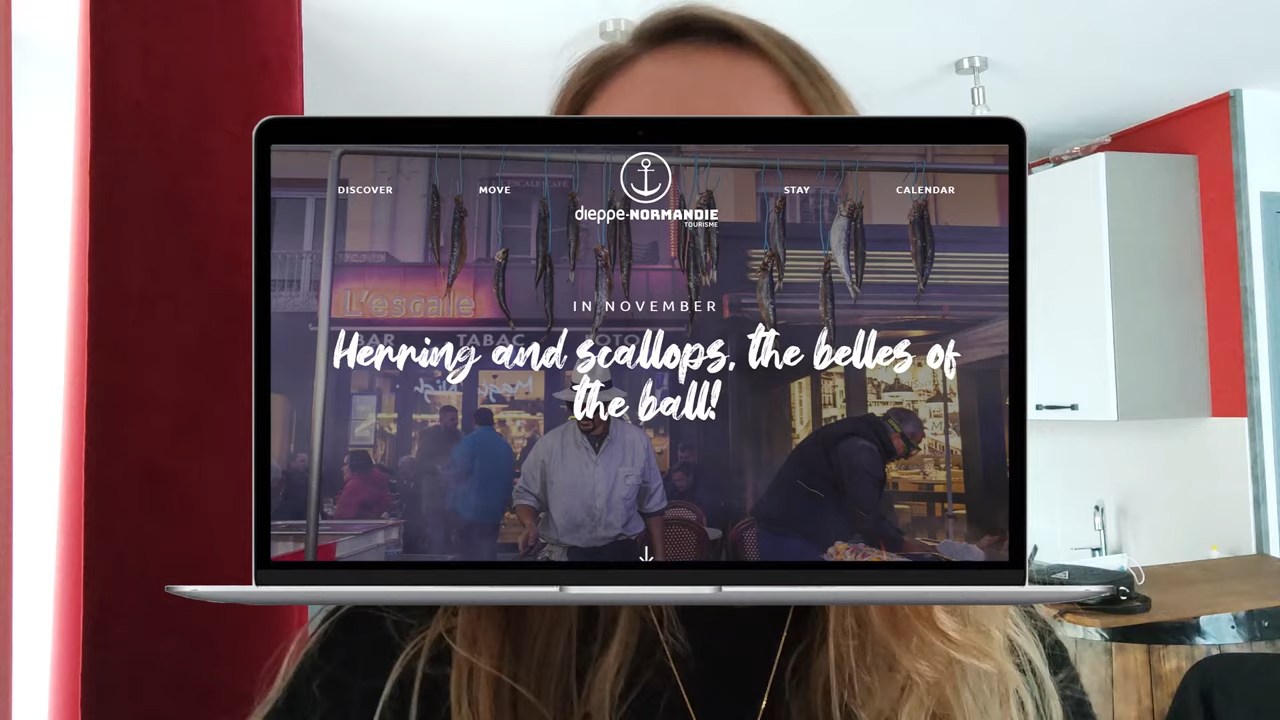 DISCOVER
MOVE
dieppe-NORMANDIE
TOURISME
STAY
CALENDAR
L'escale
IN NOVEMBER
BAR TABAC
Herring and scallops, the belles of
the ball!